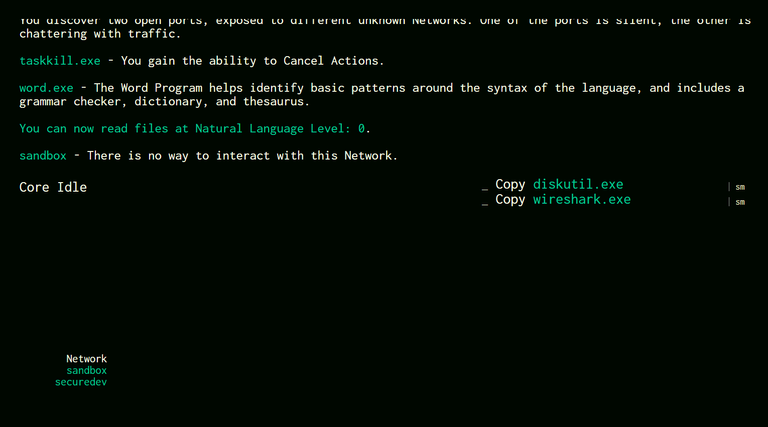 You discover two open ports, exposed to different unknown Networks. One of the ports is silent, the other is
chattering with traffic.
taskkill.exe - You gain the ability to Cancel Actions.
word.exe - The Word Program helps identify basic patterns around the syntax of the language, and includes a
grammar checker, dictionary, and thesaurus.
You can now read files at Natural Language Level: 0.
sandbox - There is no way to interact with this Network.
Core Idle
_ Copy diskutil.exe | sm
_ Copy wireshark.exe | sm
Network
sandbox
securedev